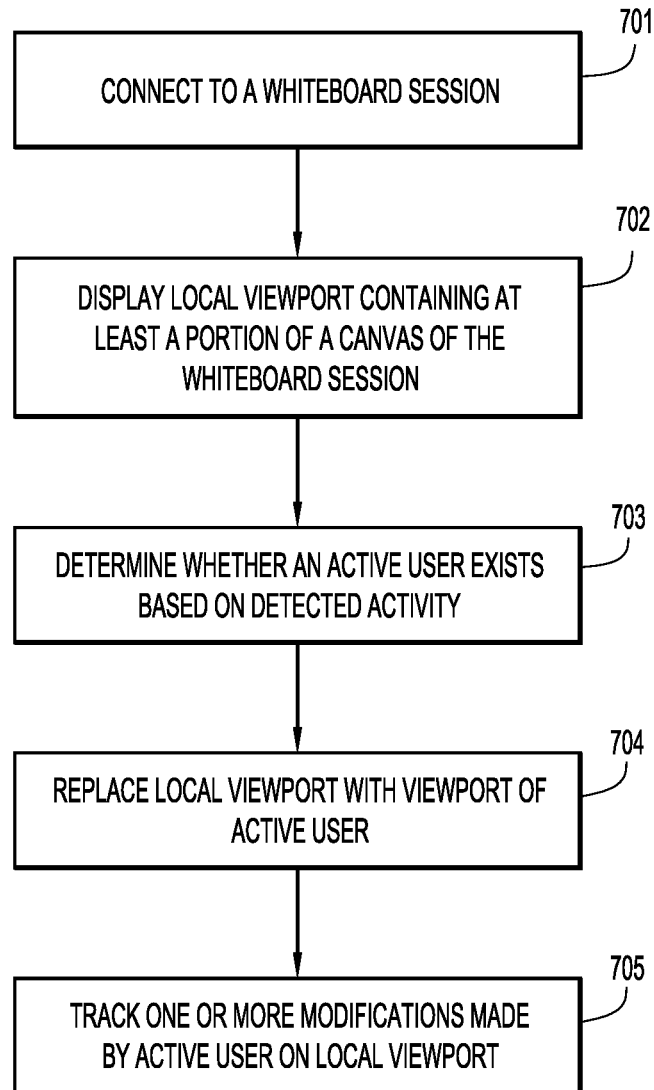 701
CONNECT TO A WHITEBOARD SESSION
702
DISPLAY LOCAL VIEWPORT CONTAINING AT
LEAST A PORTION OF A CANVAS OF THE
WHITEBOARD SESSION
703
DETERMINE WHETHER AN ACTIVE USER EXISTS
BASED ON DETECTED ACTIVITY
704
REPLACE LOCAL VIEWPORT WITH VIEWPORT OF
ACTIVE USER
705
TRACK ONE OR MORE MODIFICATIONS MADE
BY ACTIVE USER ON LOCAL VIEWPORT